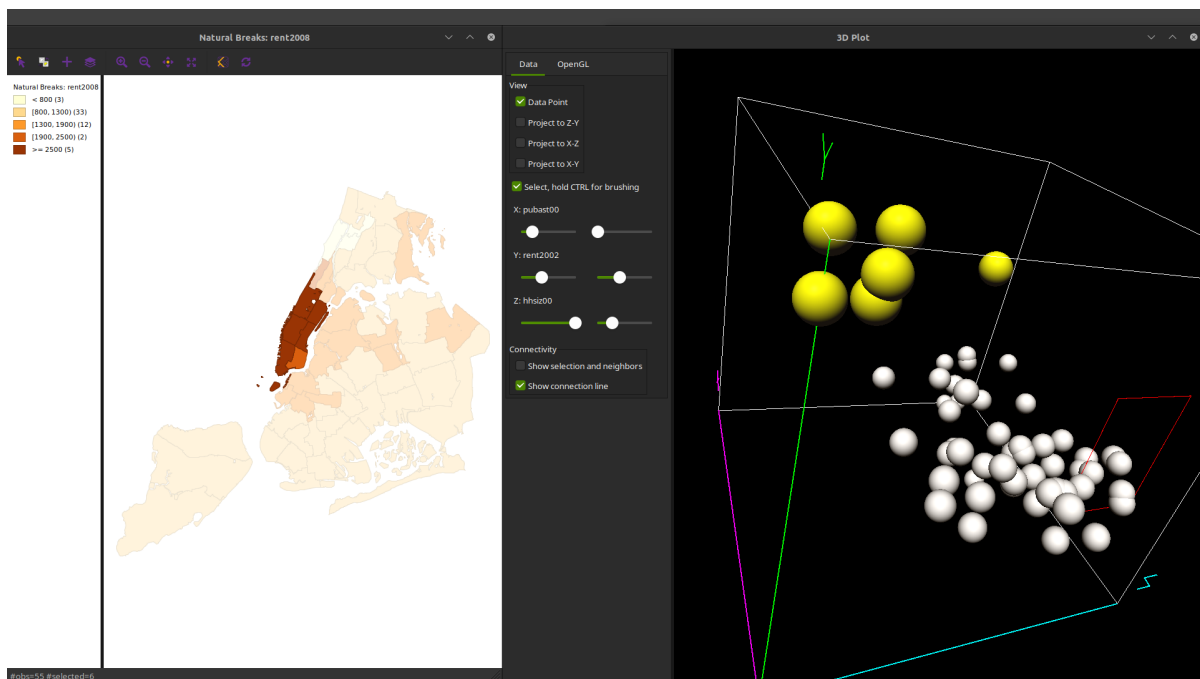 Natural Breaks: rent2008
3D Plot
Data
OpenGL
Natural Breaks: rent2008
< 800 (3)
[800, 1300) (33)
[1300, 1900) (12)
[1900, 2500) (2)
>= 2500 (5)
View
Data Point
Project to Z-Y
Project to X-Z
Project to X-Y
Select, hold CTRL for brushing
X: pubast00
Y: rent2002
Z: hhsiz00
Connectivity
Show selection and neighbors
Show connection line
Y
Z
#obs=55 #selected=6